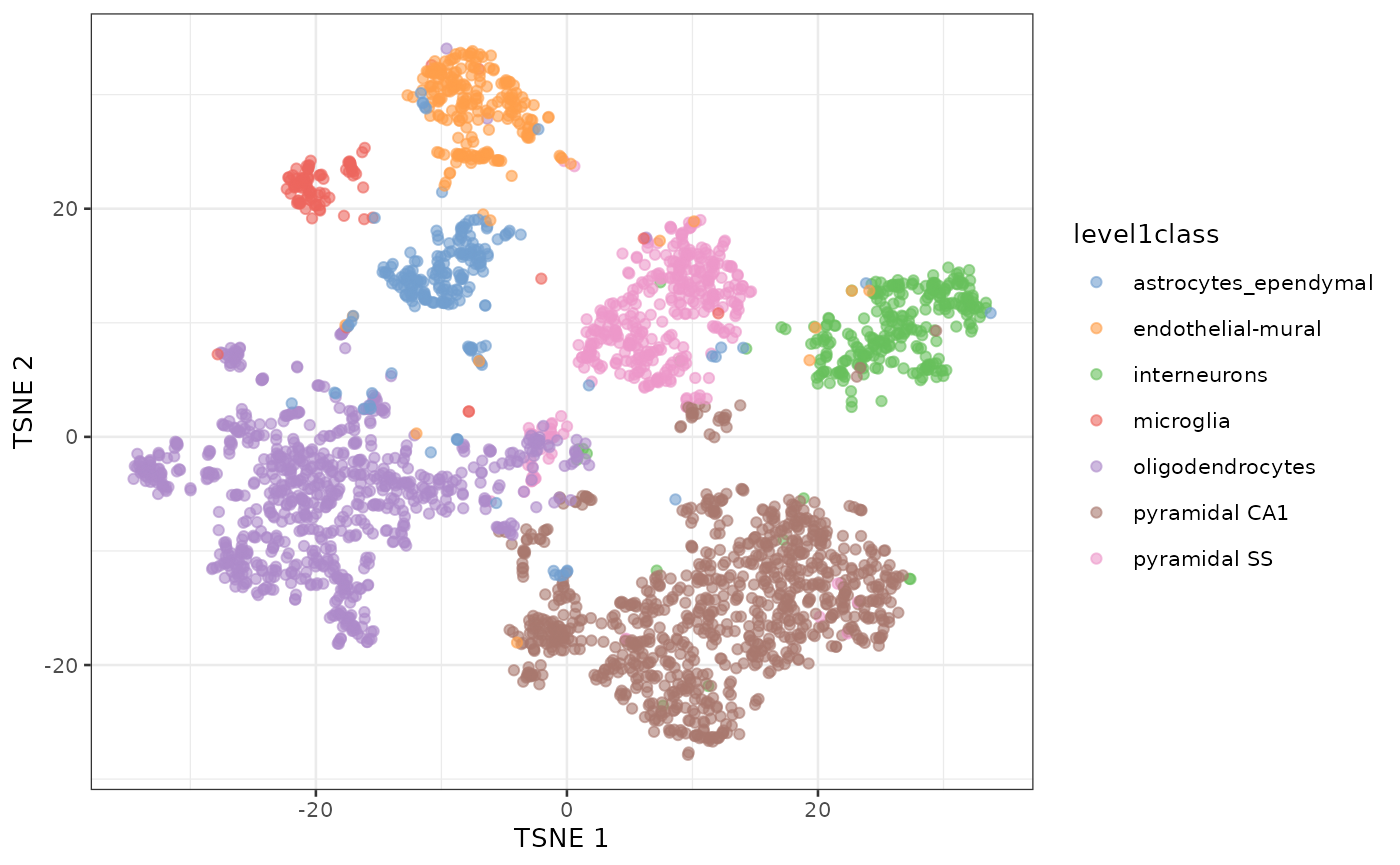 20
0
-20
TSNE 2
-20
0
20
TSNE 1
level1class
astrocytes_ependymal
endothelial-mural
interneurons
microglia
oligodendrocytes
pyramidal CA1
pyramidal SS